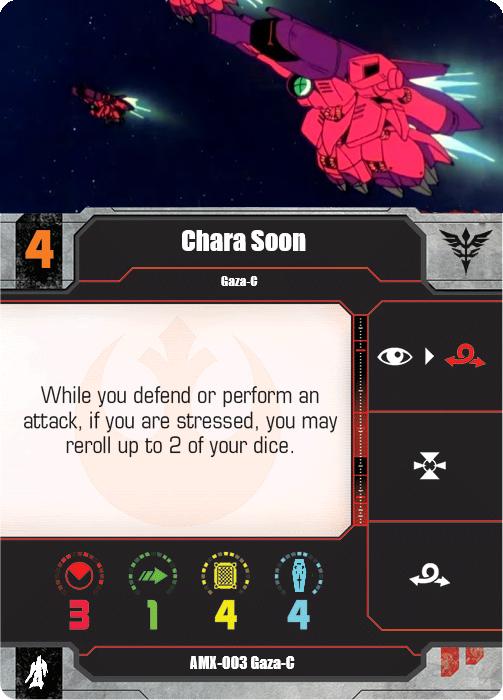 4
Chara Soon
Gaza-C
While you defend or perform an
attack, if you are stressed, you may
reroll up to 2 of your dice.
3 1 4 4
AMX-003 Gaza-C